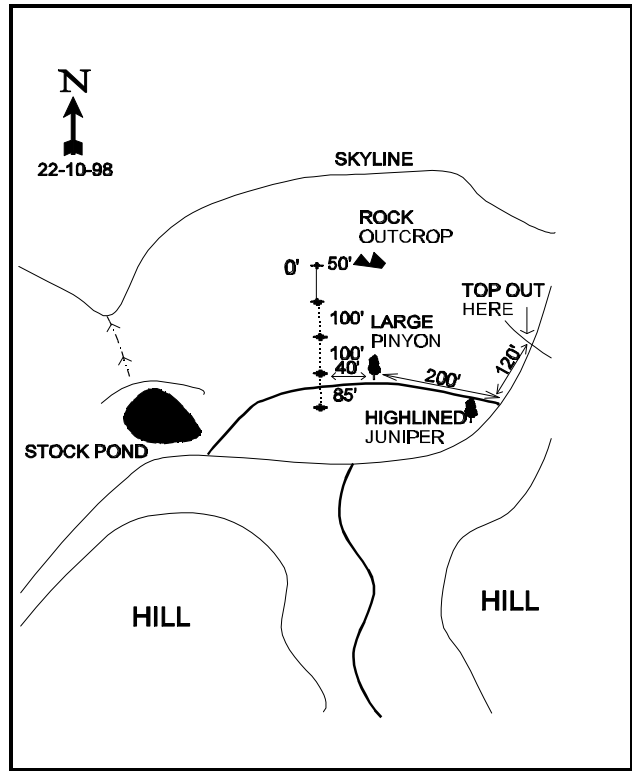 N
22-10-98
SKYLINE
ROCK
OUTCROP
0' 50'
TOP OUT
HERE
100'
LARGE
PINYON
100'
40'
200'
120'
85'
HIGHLINED
JUNIPER
STOCK POND
HILL
HILL